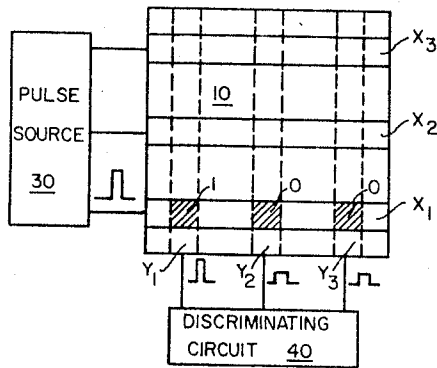 X3
PULSE
SOURCE
30
10
X2
1 0 0
X1
Y1 Y2 Y3
DISCRIMINATING
CIRCUIT 40